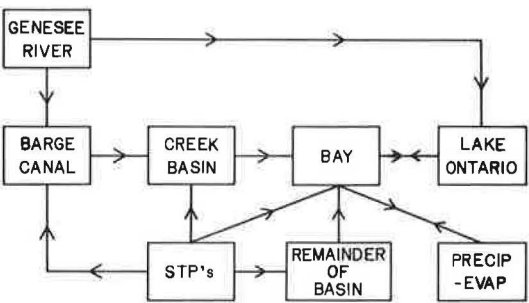 GENESEE
RIVER
BARGE
CANAL
CREEK
BASIN
BAY
LAKE
ONTARIO
STP's
REMAINDER
OF
BASIN
PRECIP
-EVAP